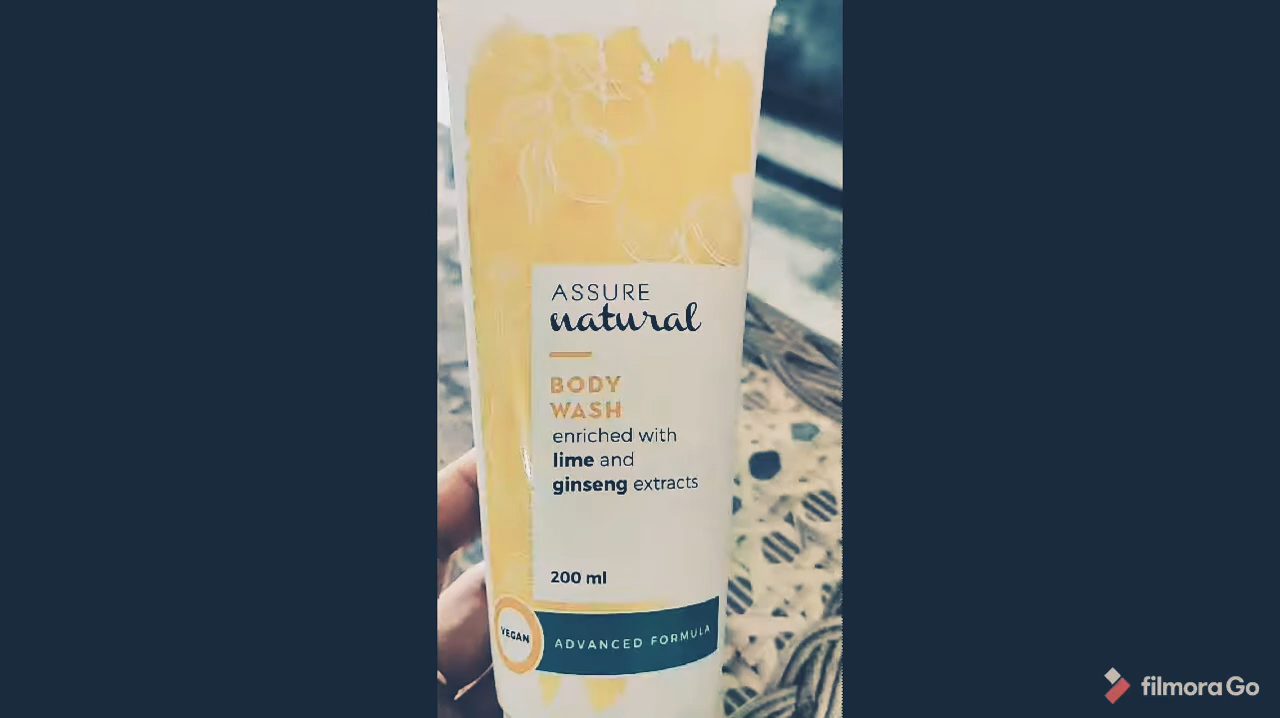 ASSURE
natural
BODY
WASH
enriched with
lime and
ginseng extracts
200 ml
VEGAN
ADVANCED FORMULA
filmora Go